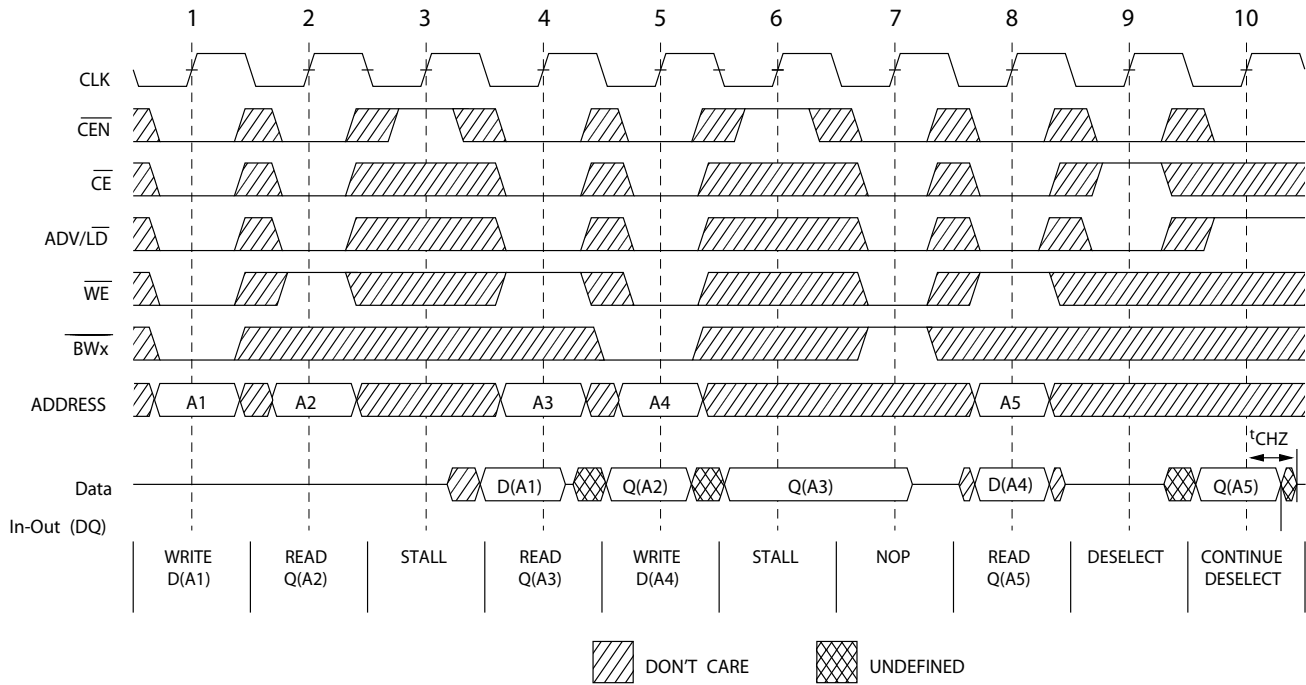 1 2 3 4 5 6 7 8 9 10
CLK
CEN
CE
ADV/LD
WE
BWx
ADDRESS A1 A2 A3 A4 A5
tCHZ
Data D(A1) Q(A2) Q(A3) D(A4) Q(A5)
In-Out (DQ)
WRITE READ STALL READ WRITE STALL NOP READ DESELECT CONTINUE
D(A1) Q(A2) Q(A3) D(A4) Q(A5) DESELECT
DON'T CARE UNDEFINED